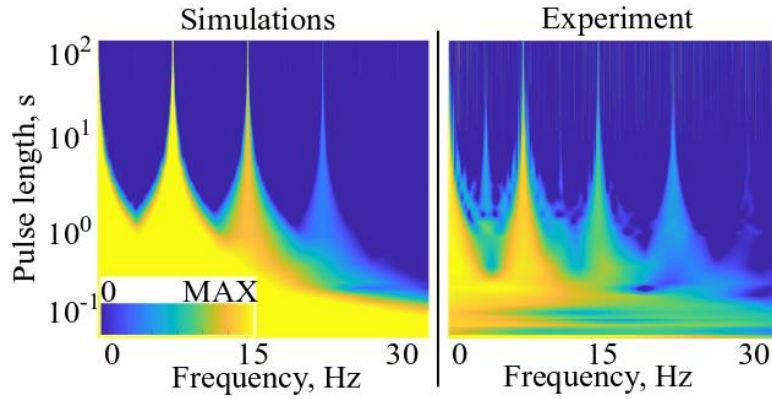 Simulations
Experiment
Pulse length, s
10²
10¹
10⁰
10⁻¹
0 MAX
0 15 30
Frequency, Hz
0 15 30
Frequency, Hz